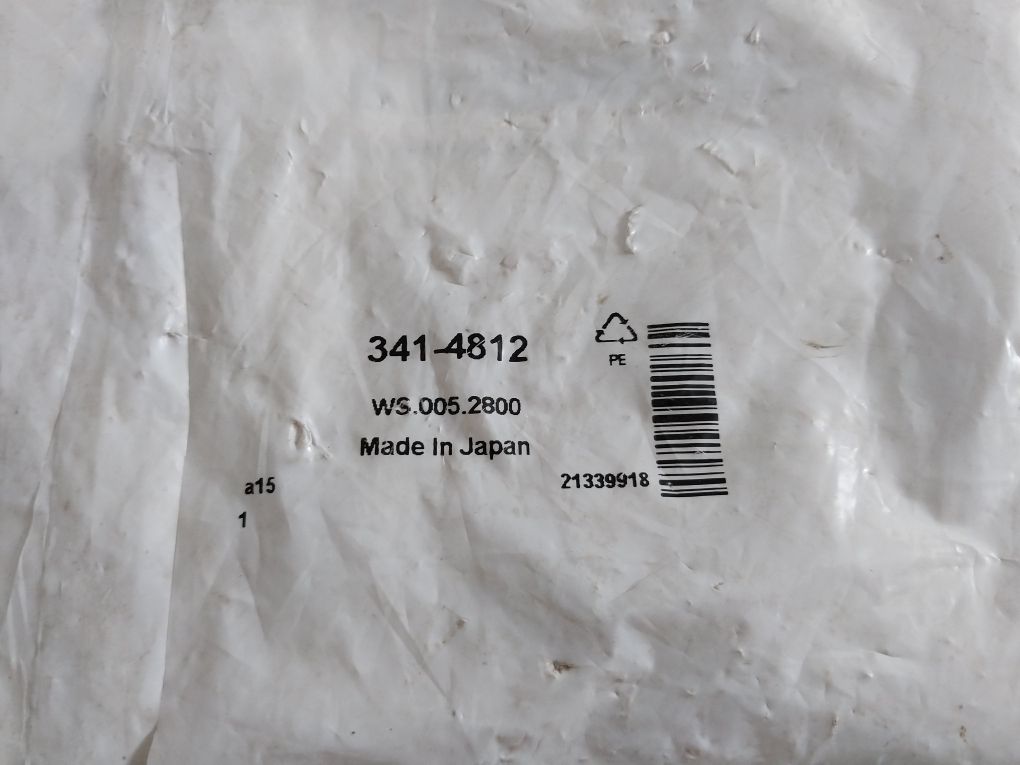 341-4812
PE
WS.005.2800
Made In Japan
21339918
a15
1